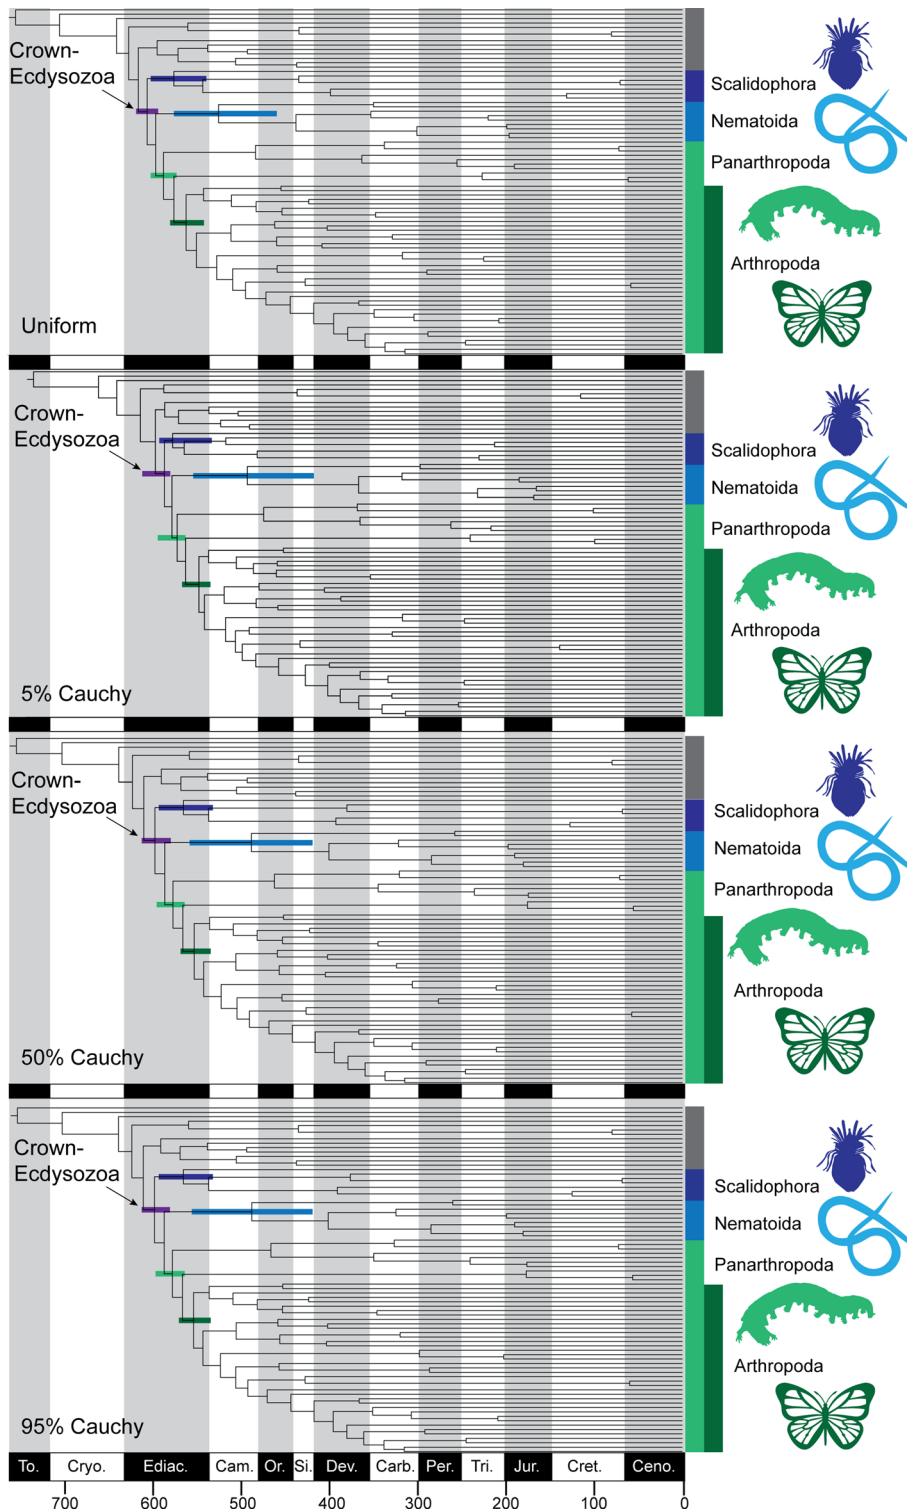 Crown-
Ecdysozoa
Scalidophora
Nematoida
Panarthropoda
Arthropoda
Uniform
Crown-
Ecdysozoa
Scalidophora
Nematoida
Panarthropoda
Arthropoda
5% Cauchy
Crown-
Ecdysozoa
Scalidophora
Nematoida
Panarthropoda
Arthropoda
50% Cauchy
Crown-
Ecdysozoa
Scalidophora
Nematoida
Panarthropoda
Arthropoda
95% Cauchy
To. Cryo. Ediac. Cam. Or. Si. Dev. Carb. Per. Tri. Jur. Cret. Ceno.
700 600 500 400 300 200 100 0